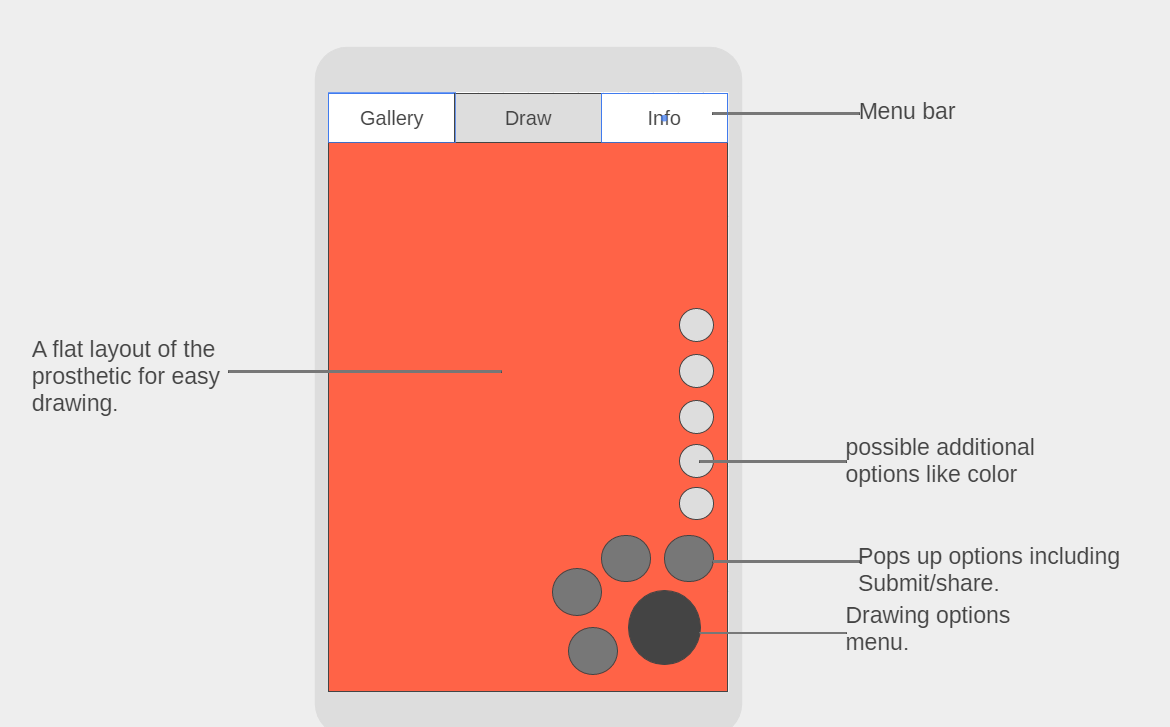 Gallery
Draw
Info
Menu bar
A flat layout of the
prosthetic for easy
drawing.
possible additional
options like color
Pops up options including
Submit/share.
Drawing options
menu.